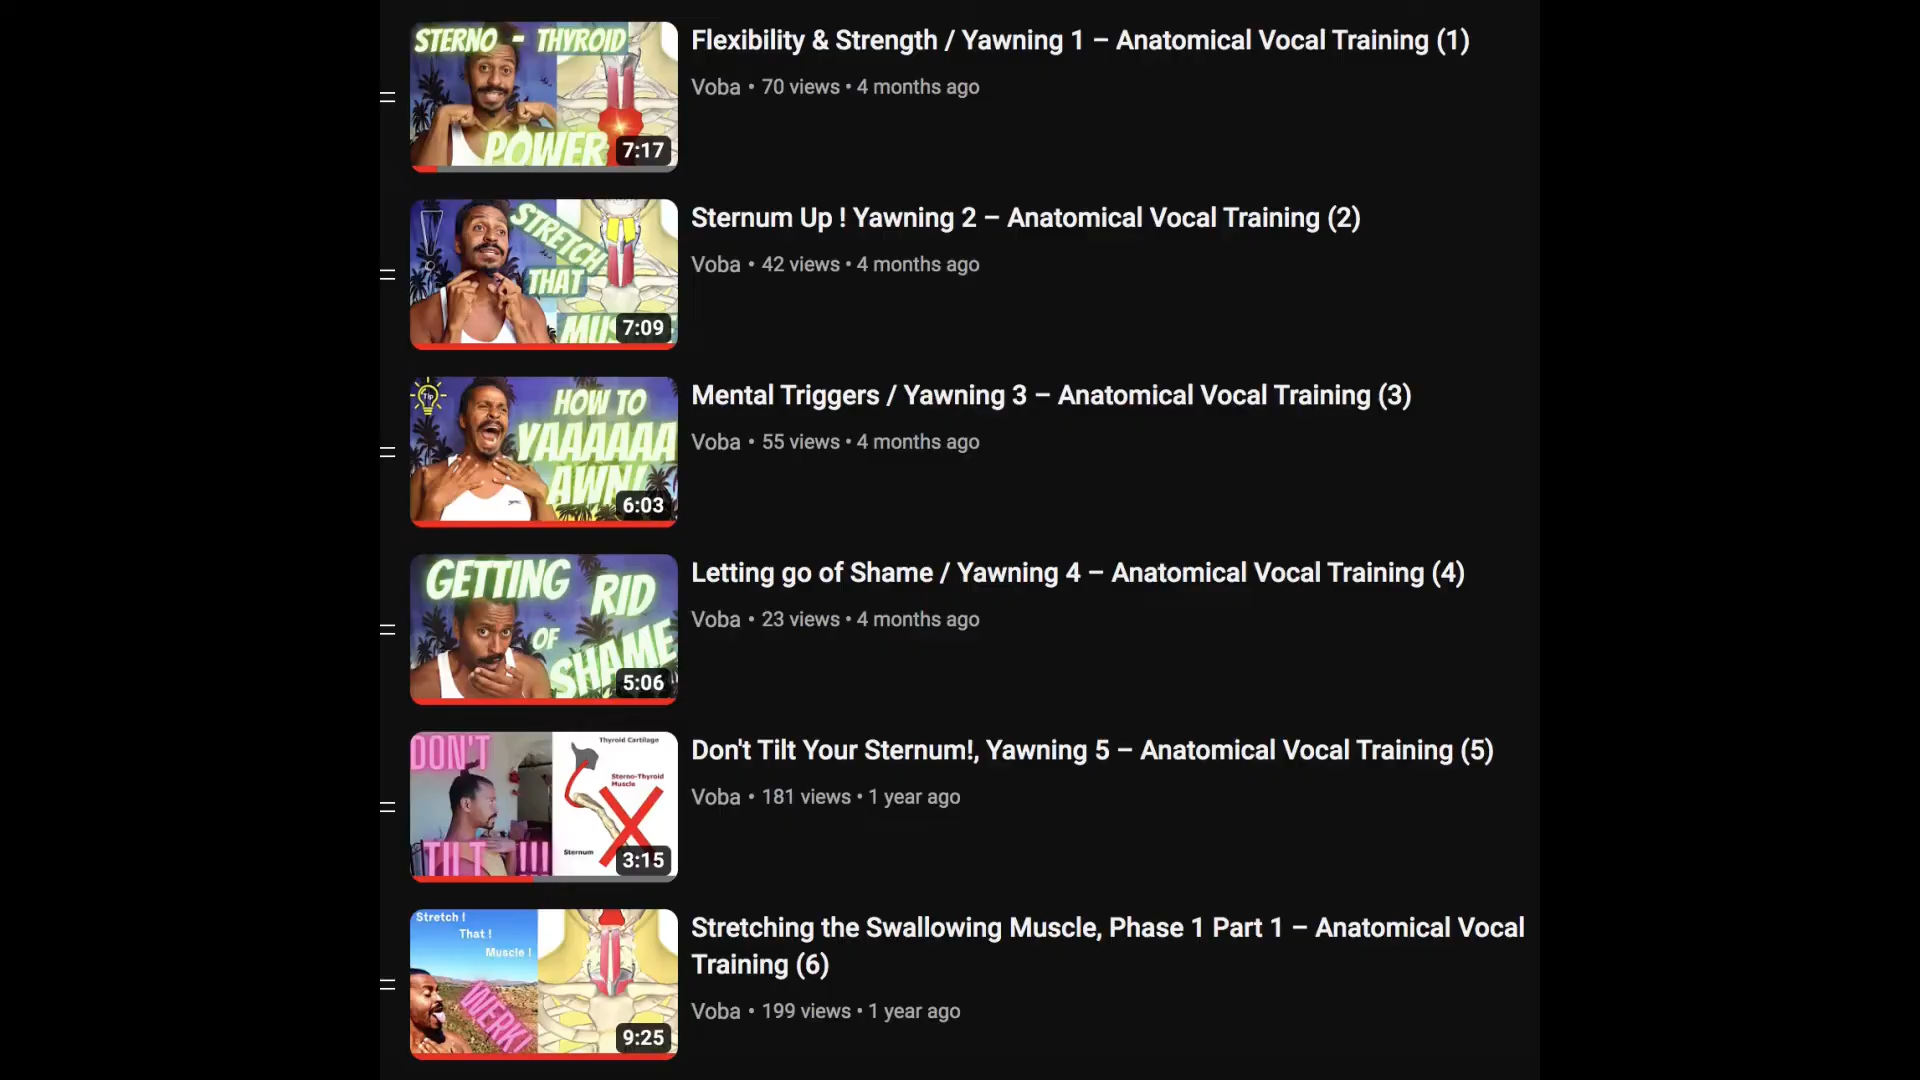 STERNO - THYROID
POWER
7:17
Flexibility & Strength / Yawning 1 – Anatomical Vocal Training (1)
Voba • 70 views • 4 months ago
STRETCH
THAT
7:09
Sternum Up ! Yawning 2 – Anatomical Vocal Training (2)
Voba • 42 views • 4 months ago
Tip
HOW TO
YAAAAAA
AWN!
6:03
Mental Triggers / Yawning 3 – Anatomical Vocal Training (3)
Voba • 55 views • 4 months ago
GETTING RID
OF
SHAME
5:06
Letting go of Shame / Yawning 4 – Anatomical Vocal Training (4)
Voba • 23 views • 4 months ago
DON'T
TILT !!!
Thyroid Cartilage
Sterno-Thyroid
Muscle
Sternum
3:15
Don't Tilt Your Sternum!, Yawning 5 – Anatomical Vocal Training (5)
Voba • 181 views • 1 year ago
Stretch !
That !
Muscle !
WERK!
9:25
Stretching the Swallowing Muscle, Phase 1 Part 1 – Anatomical Vocal
Training (6)
Voba • 199 views • 1 year ago